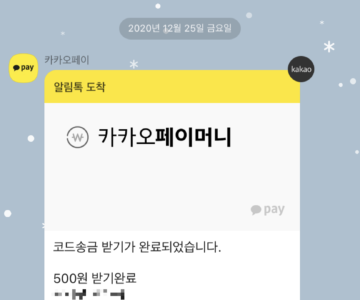 2020년 12월 25일 금요일
카카오페이
pay
알림톡 도착
kakao
카카오페이머니
pay
코드송금 받기가 완료되었습니다.
500원 받기완료